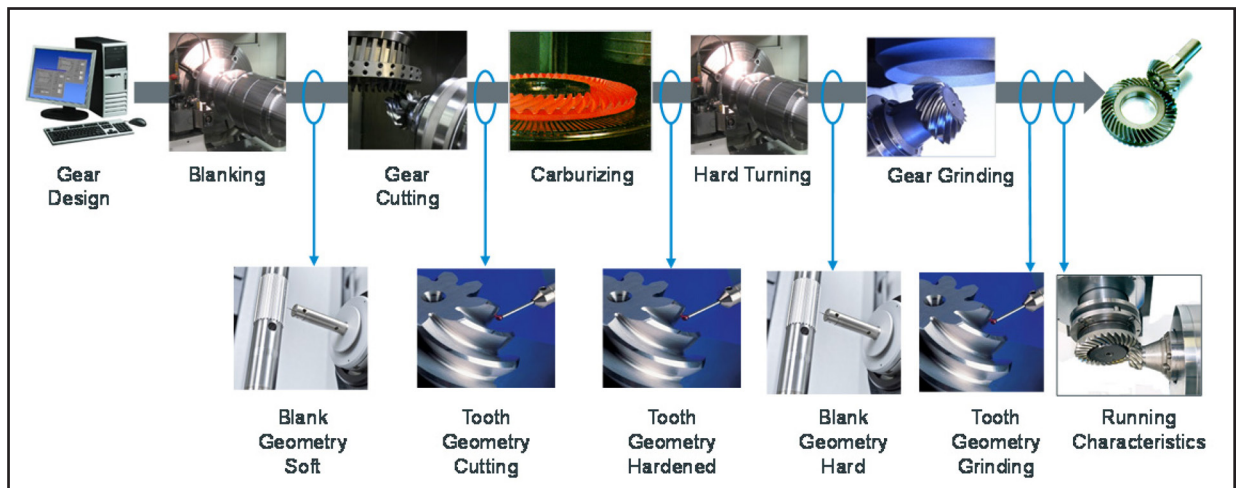 Gear
Design
Blanking
Gear
Cutting
Carburizing
Hard Turning
Gear Grinding
Blank
Geometry
Soft
Tooth
Geometry
Cutting
Tooth
Geometry
Hardened
Blank
Geometry
Hard
Tooth
Geometry
Grinding
Running
Characteristics